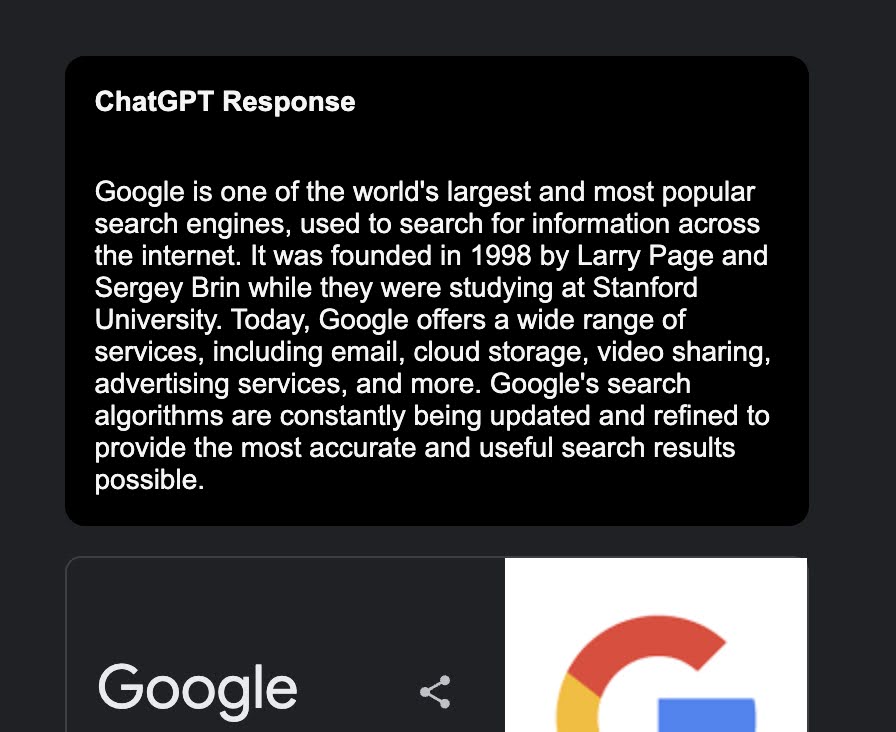 ChatGPT Response
Google is one of the world's largest and most popular
search engines, used to search for information across
the internet. It was founded in 1998 by Larry Page and
Sergey Brin while they were studying at Stanford
University. Today, Google offers a wide range of
services, including email, cloud storage, video sharing,
advertising services, and more. Google's search
algorithms are constantly being updated and refined to
provide the most accurate and useful search results
possible.
Google